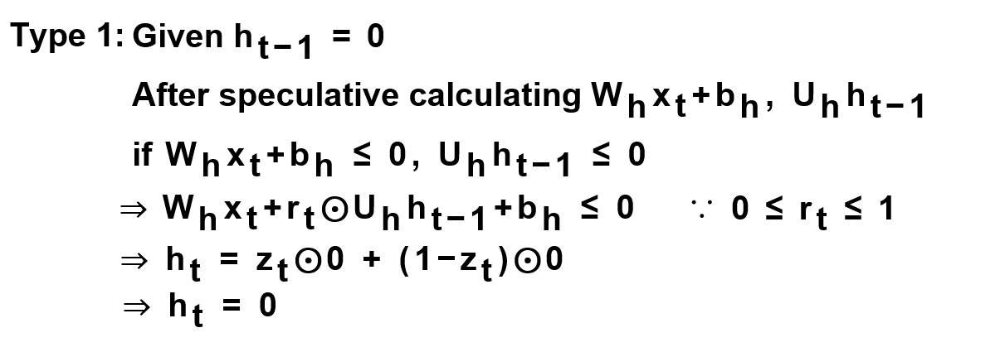 Type 1: Given h_{t−1} = 0
After speculative calculating W_h x_t+b_h, U_h h_{t−1}
if W_h x_t+b_h ≤ 0, U_h h_{t−1} ≤ 0
⇒ W_h x_t+r_t⊙U_h h_{t−1}+b_h ≤ 0 ∵ 0 ≤ r_t ≤ 1
⇒ h_t = z_t⊙0 + (1−z_t)⊙0
⇒ h_t = 0